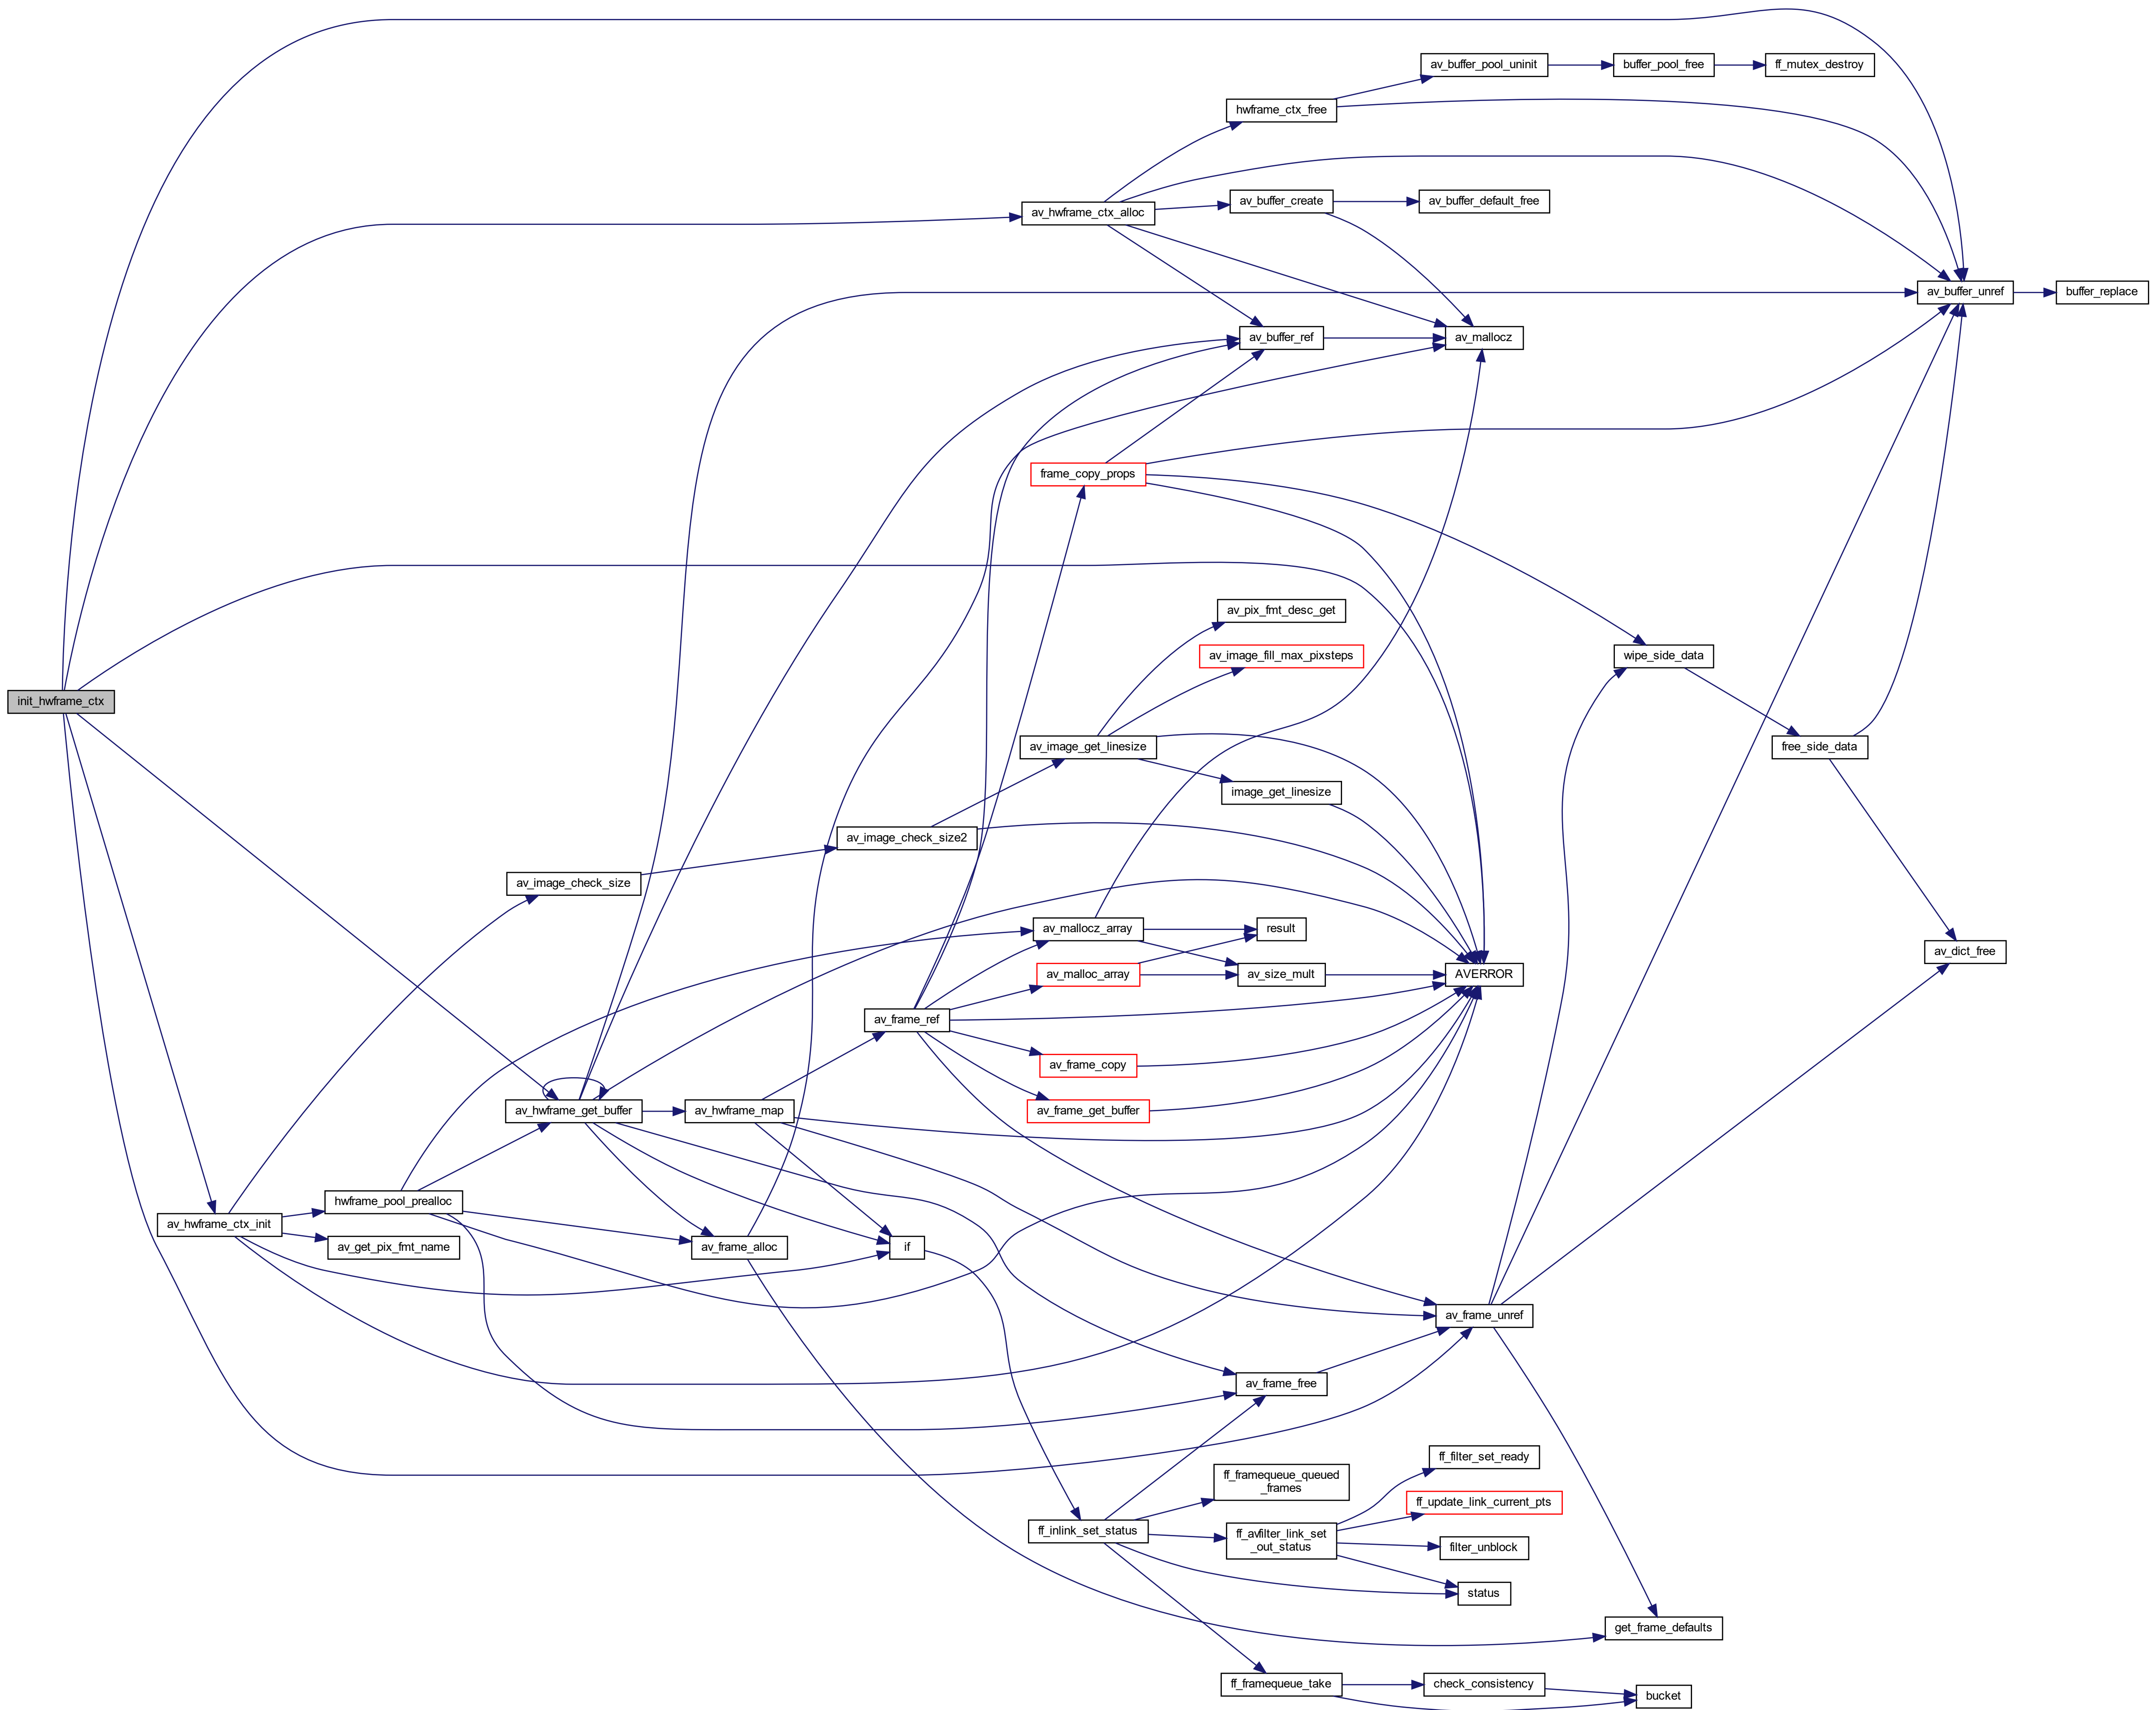 av_buffer_pool_uninit
buffer_pool_free
ff_mutex_destroy
hwframe_ctx_free
av_hwframe_ctx_alloc
av_buffer_create
av_buffer_default_free
av_buffer_unref
buffer_replace
av_buffer_ref
av_mallocz
frame_copy_props
av_pix_fmt_desc_get
av_image_fill_max_pixsteps
wipe_side_data
init_hwframe_ctx
av_image_get_linesize
free_side_data
image_get_linesize
av_image_check_size2
av_image_check_size
av_mallocz_array
result
av_dict_free
av_malloc_array
av_size_mult
AVERROR
av_frame_ref
av_frame_copy
av_hwframe_get_buffer
av_hwframe_map
av_frame_get_buffer
hwframe_pool_prealloc
av_hwframe_ctx_init
av_get_pix_fmt_name
av_frame_alloc
if
av_frame_unref
av_frame_free
ff_filter_set_ready
ff_framequeue_queued
_frames
ff_update_link_current_pts
ff_inlink_set_status
ff_avfilter_link_set
_out_status
filter_unblock
status
get_frame_defaults
ff_framequeue_take
check_consistency
bucket